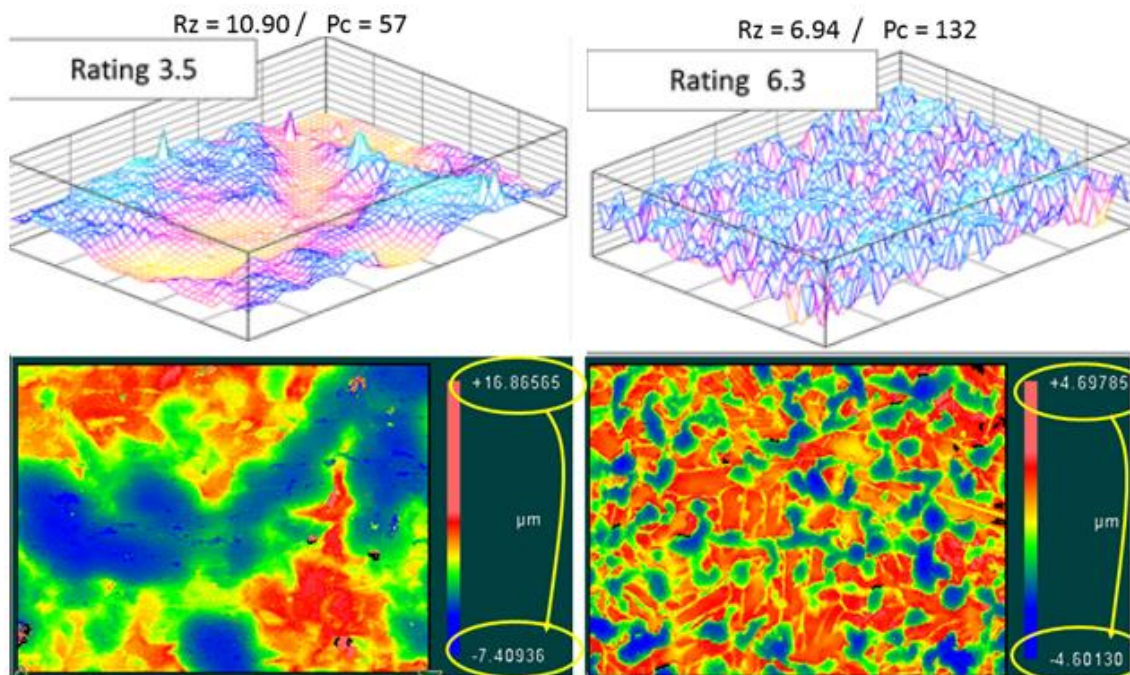 Rz = 10.90 / Pc = 57
Rating 3.5
Rz = 6.94 / Pc = 132
Rating 6.3
+16.86565
µm
-7.40936
+4.69785
µm
-4.60130